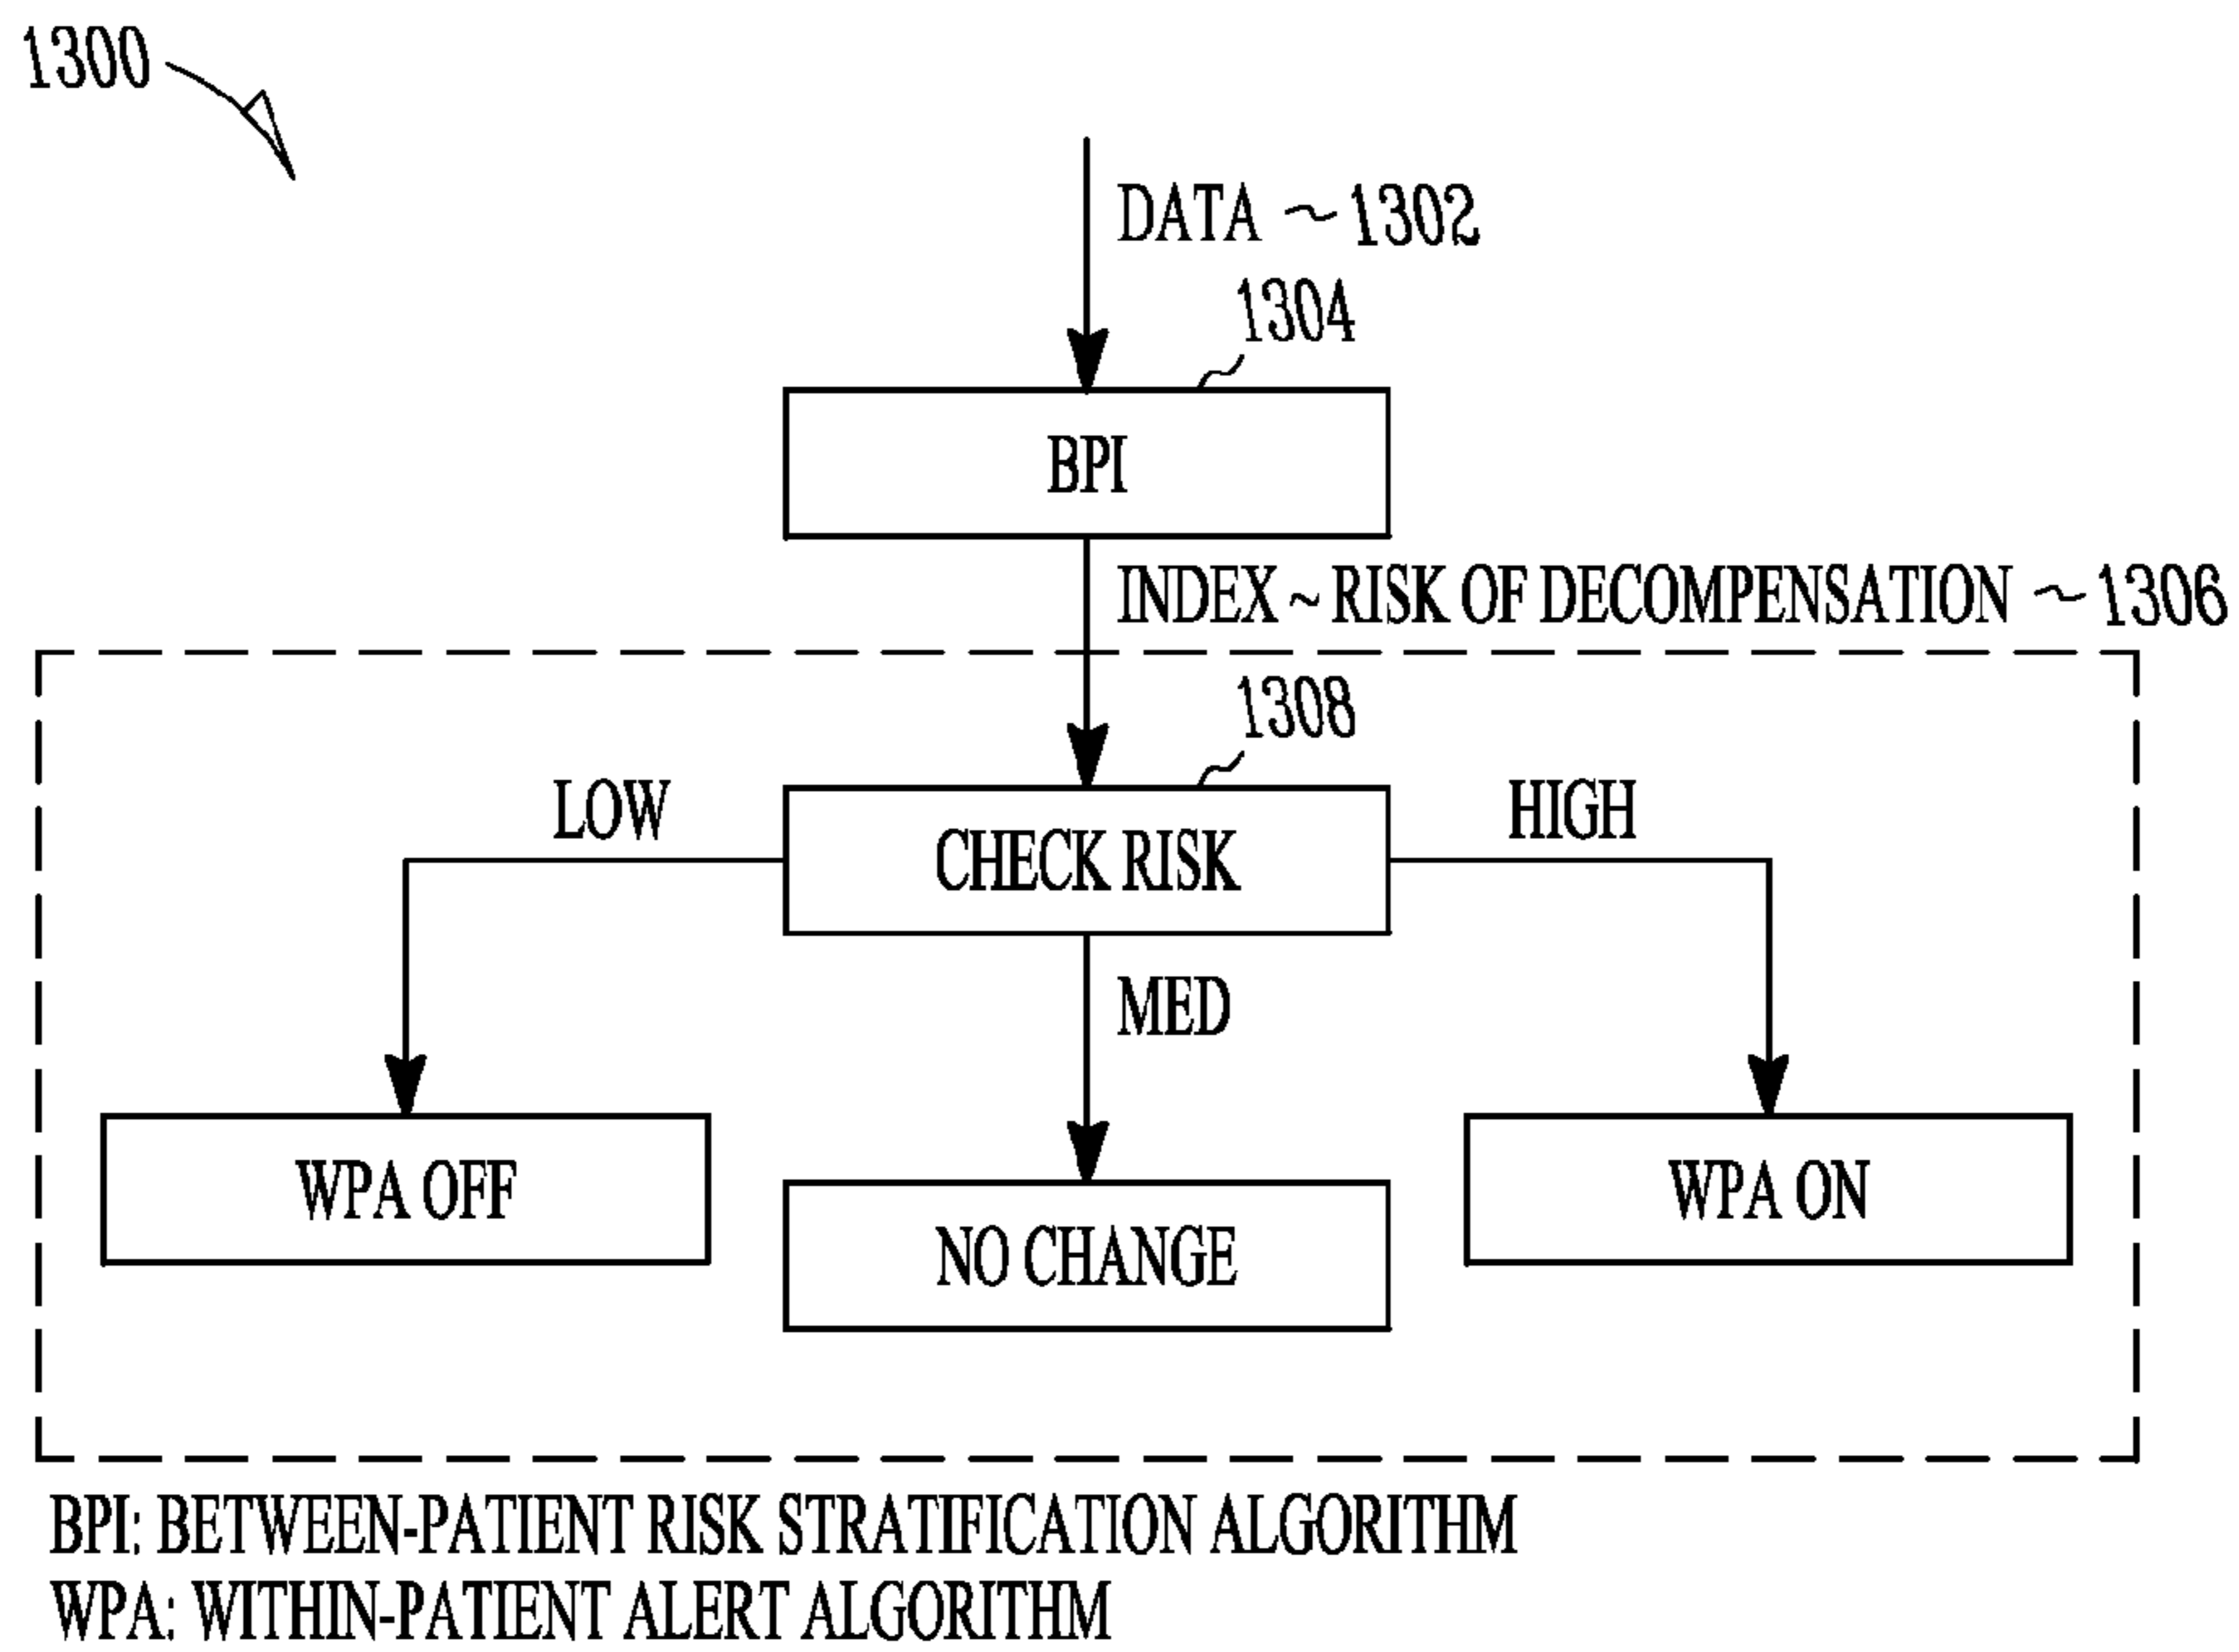 1300
DATA ~ 1302
1304
BPI
INDEX ~ RISK OF DECOMPENSATION ~ 1306
1308
LOW
CHECK RISK
HIGH
MED
WPA OFF
NO CHANGE
WPA ON
BPI: BETWEEN-PATIENT RISK STRATIFICATION ALGORITHM
WPA: WITHIN-PATIENT ALERT ALGORITHM